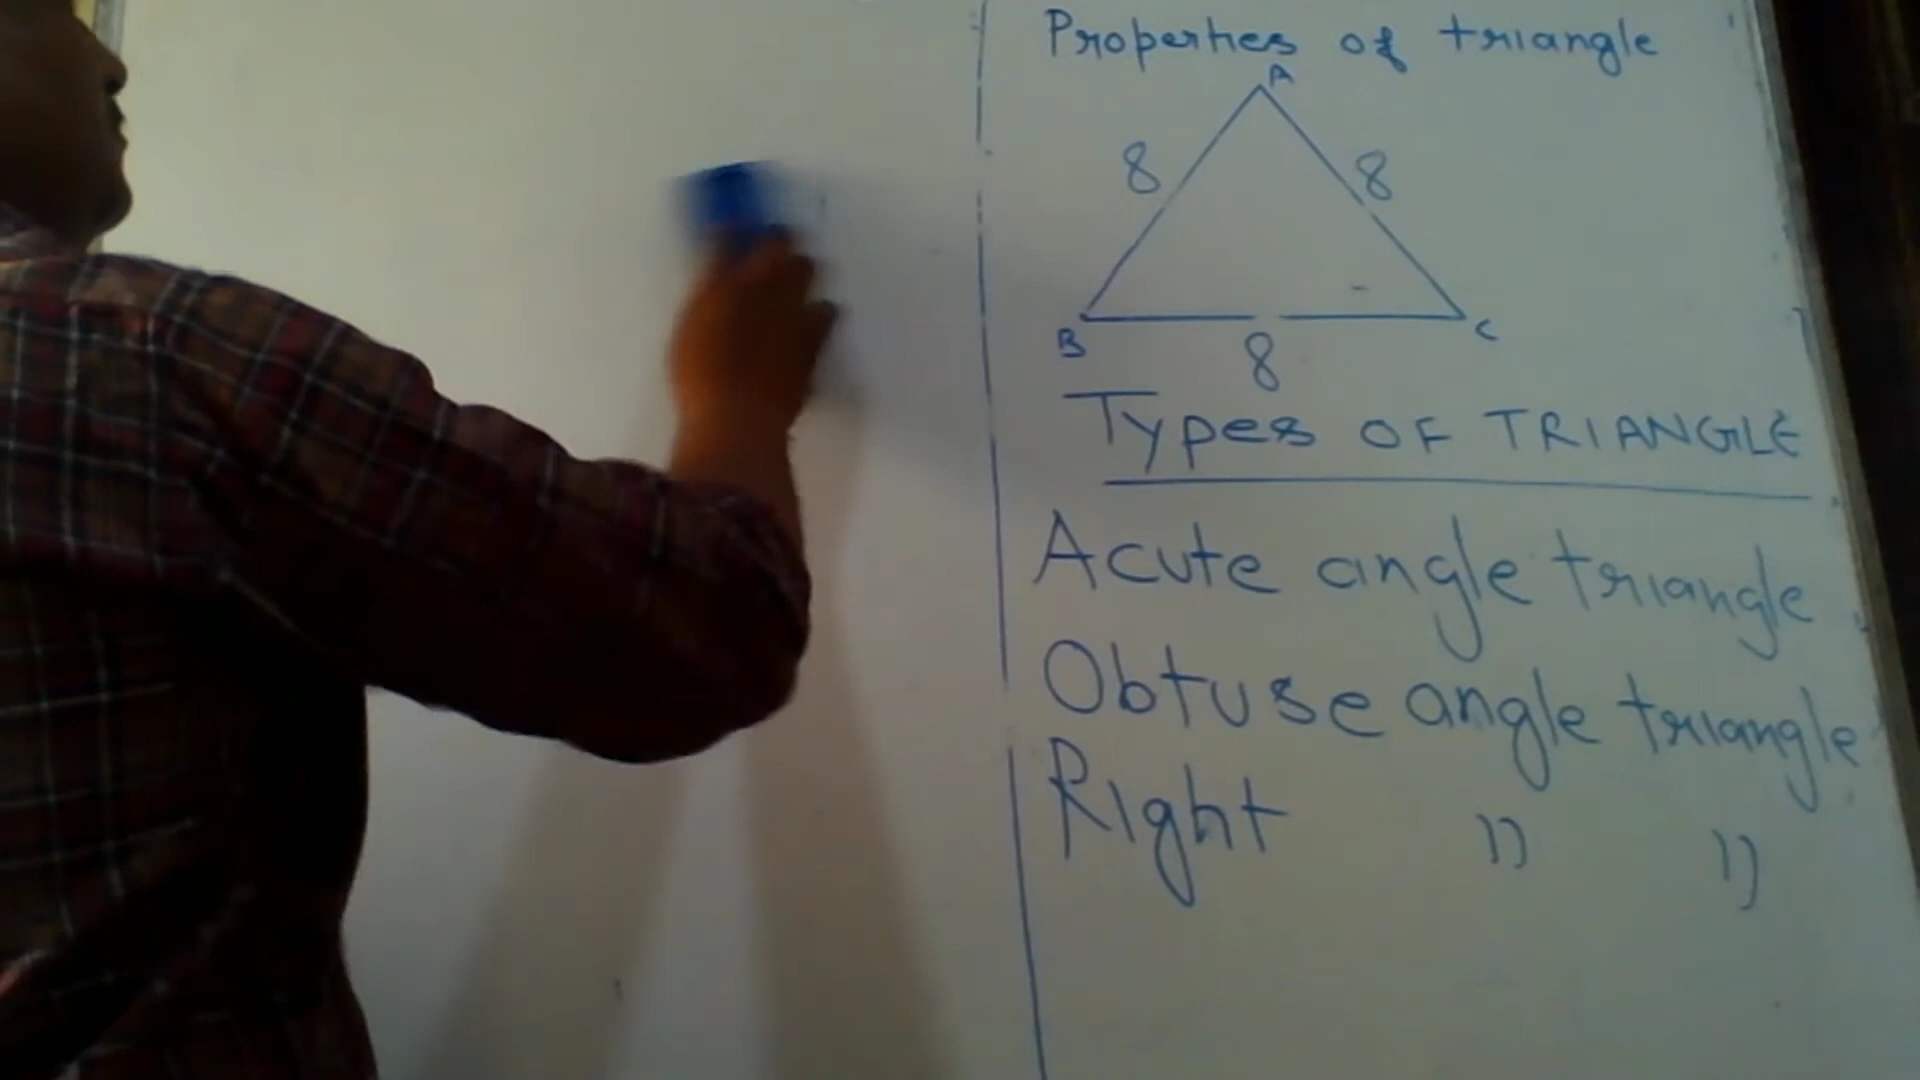 Properties of triangle
A
8 8
B C
8
Types OF TRIANGLE
Acute angle triangle
Obtuse angle triangle
Right " "